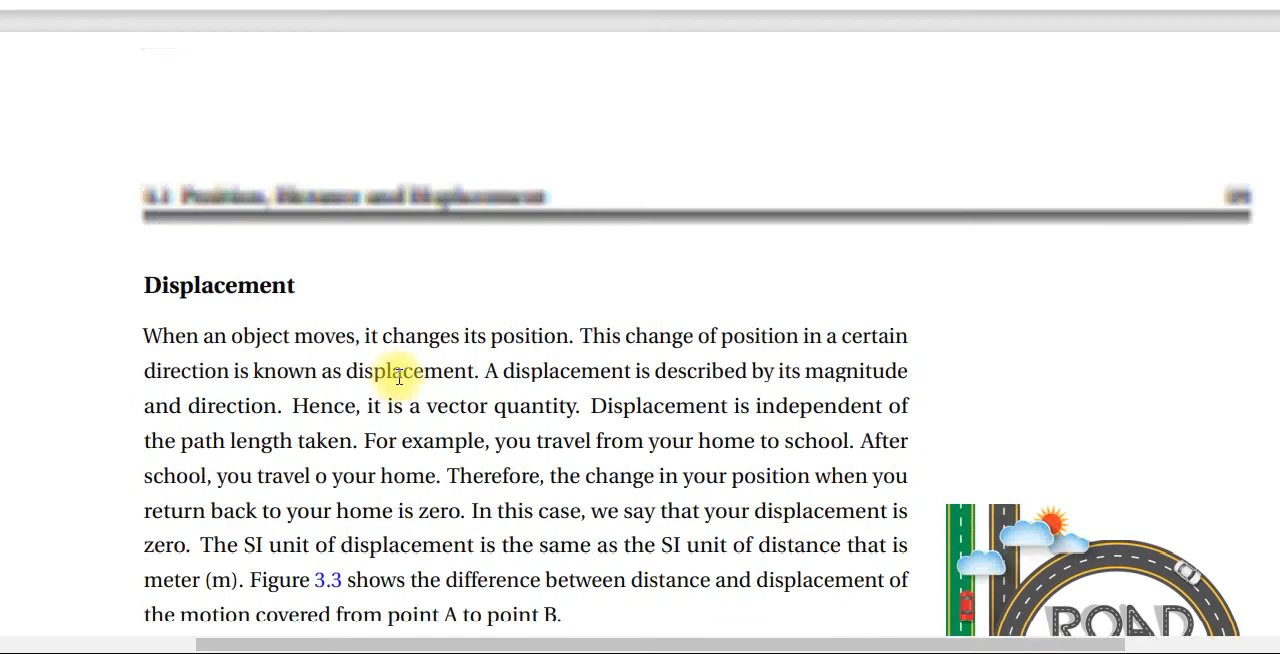 3.1 Position, Distance and Displacement
Displacement
When an object moves, it changes its position. This change of position in a certain
direction is known as displacement. A displacement is described by its magnitude
and direction. Hence, it is a vector quantity. Displacement is independent of
the path length taken. For example, you travel from your home to school. After
school, you travel o your home. Therefore, the change in your position when you
return back to your home is zero. In this case, we say that your displacement is
zero. The SI unit of displacement is the same as the SI unit of distance that is
meter (m). Figure 3.3 shows the difference between distance and displacement of
the motion covered from point A to point B.
ROAD